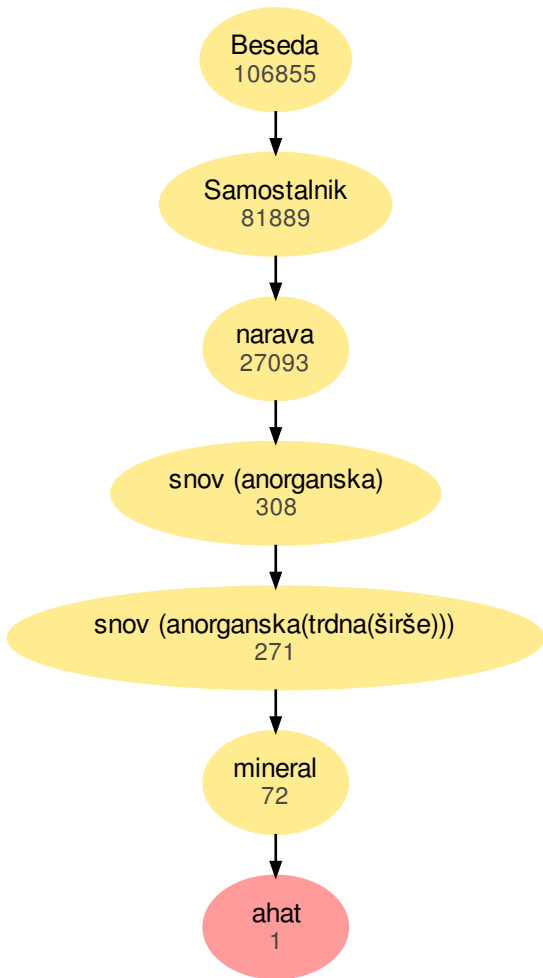 Beseda
106855
Samostalnik
81889
narava
27093
snov (anorganska)
308
snov (anorganska(trdna(širše)))
271
mineral
72
ahat
1